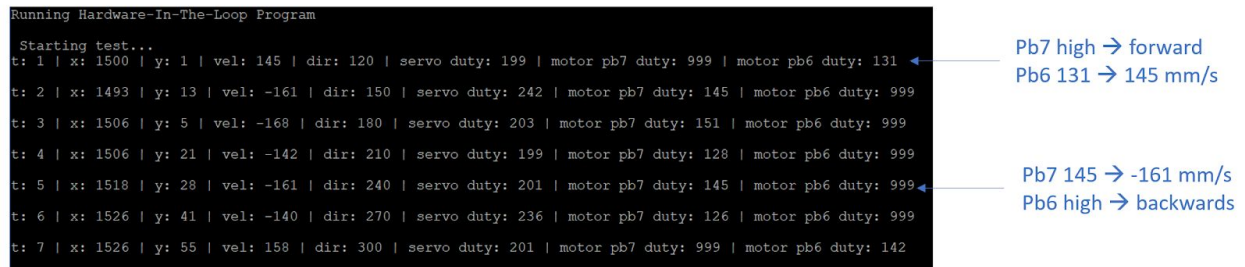 Running Hardware-In-The-Loop Program
Starting test...
t: 1 | x: 1500 | y: 1 | vel: 145 | dir: 120 | servo duty: 199 | motor pb7 duty: 999 | motor pb6 duty: 131
t: 2 | x: 1493 | y: 13 | vel: -161 | dir: 150 | servo duty: 242 | motor pb7 duty: 145 | motor pb6 duty: 999
t: 3 | x: 1506 | y: 5 | vel: -168 | dir: 180 | servo duty: 203 | motor pb7 duty: 151 | motor pb6 duty: 999
t: 4 | x: 1506 | y: 21 | vel: -142 | dir: 210 | servo duty: 199 | motor pb7 duty: 128 | motor pb6 duty: 999
t: 5 | x: 1518 | y: 28 | vel: -161 | dir: 240 | servo duty: 201 | motor pb7 duty: 145 | motor pb6 duty: 999
t: 6 | x: 1526 | y: 41 | vel: -140 | dir: 270 | servo duty: 236 | motor pb7 duty: 126 | motor pb6 duty: 999
t: 7 | x: 1526 | y: 55 | vel: 158 | dir: 300 | servo duty: 201 | motor pb7 duty: 999 | motor pb6 duty: 142
Pb7 high → forward
Pb6 131 → 145 mm/s
Pb7 145 → -161 mm/s
Pb6 high → backwards